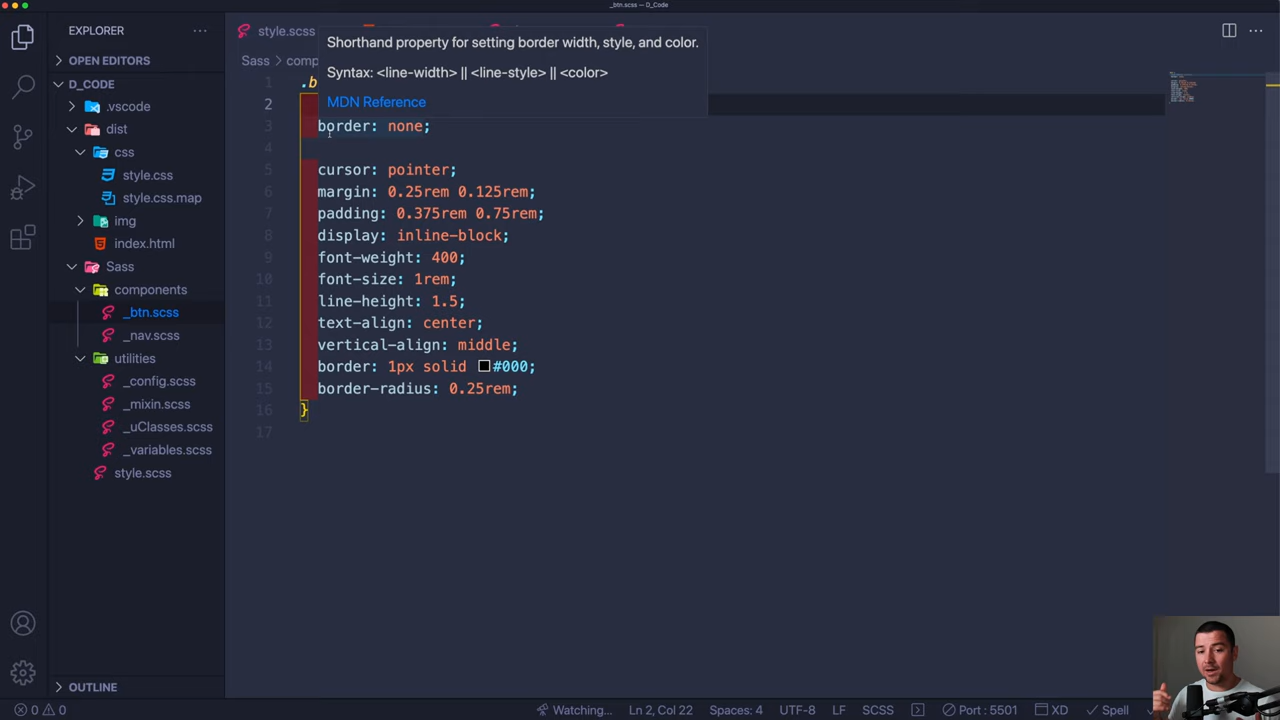 _btn.scss — D_Code
EXPLORER ···
style.scss
OPEN EDITORS
D_CODE
.vscode
dist
css
style.css
style.css.map
img
index.html
Sass
components
_btn.scss
_nav.scss
utilities
_config.scss
_mixin.scss
_uClasses.scss
_variables.scss
style.scss
OUTLINE
Sass > comp
Shorthand property for setting border width, style, and color.
Syntax: <line-width> || <line-style> || <color>
MDN Reference
1 .b
2
3 border: none;
4
5 cursor: pointer;
6 margin: 0.25rem 0.125rem;
7 padding: 0.375rem 0.75rem;
8 display: inline-block;
9 font-weight: 400;
10 font-size: 1rem;
11 line-height: 1.5;
12 text-align: center;
13 vertical-align: middle;
14 border: 1px solid #000;
15 border-radius: 0.25rem;
16 }
17
0 0 Watching... Ln 2, Col 22 Spaces: 4 UTF-8 LF SCSS Port : 5501 XD Spell